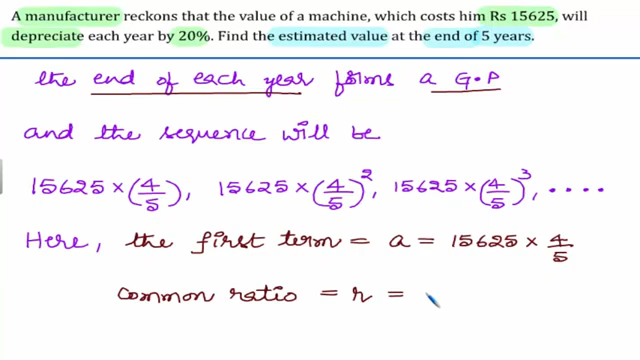 A manufacturer reckons that the value of a machine, which costs him Rs 15625, will
depreciate each year by 20%. Find the estimated value at the end of 5 years.
the end of each year forms a G.P
and the sequence will be
15625 × (4/5), 15625 × (4/5)², 15625 × (4/5)³, ....
Here, the first term = a = 15625 × 4/5
common ratio = r =